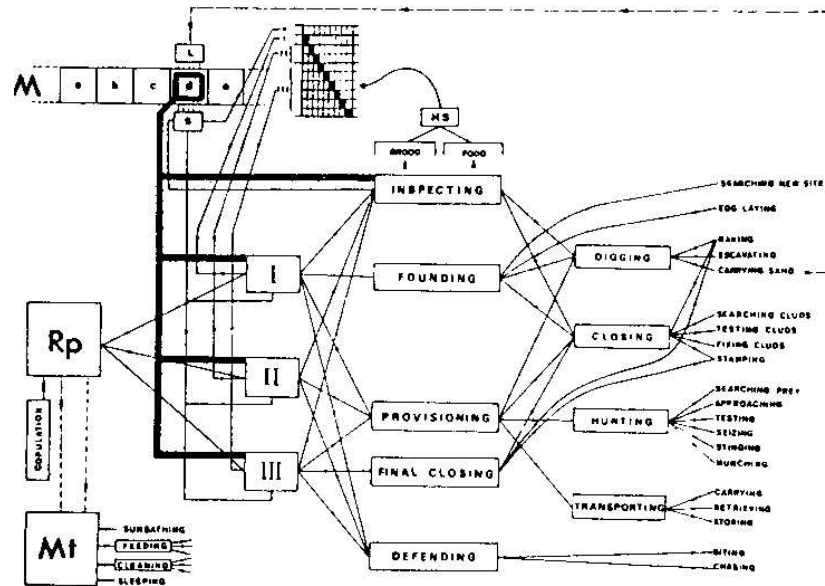 L
M
a b c d e
S
MS
BROOD FOOD
INSPECTING
SEARCHING NEW SITE
EGG LAYING
RAKING
EXCAVATING
CARRYING SAND
I
FOUNDING
DIGGING
Rp
SEARCHING CLUDS
TESTING CLUDS
FIXING CLUDS
STAMPING
CLOSING
II
COPULATION
PROVISIONING
HUNTING
SEARCHING PREY
APPROACHING
TESTING
SEIZING
STINGING
MUNCHING
III
FINAL CLOSING
TRANSPORTING
CARRYING
RETRIEVING
STORING
Mt
SUNBATHING
FEEDING
CLEANING
SLEEPING
DEFENDING
BITING
CHASING